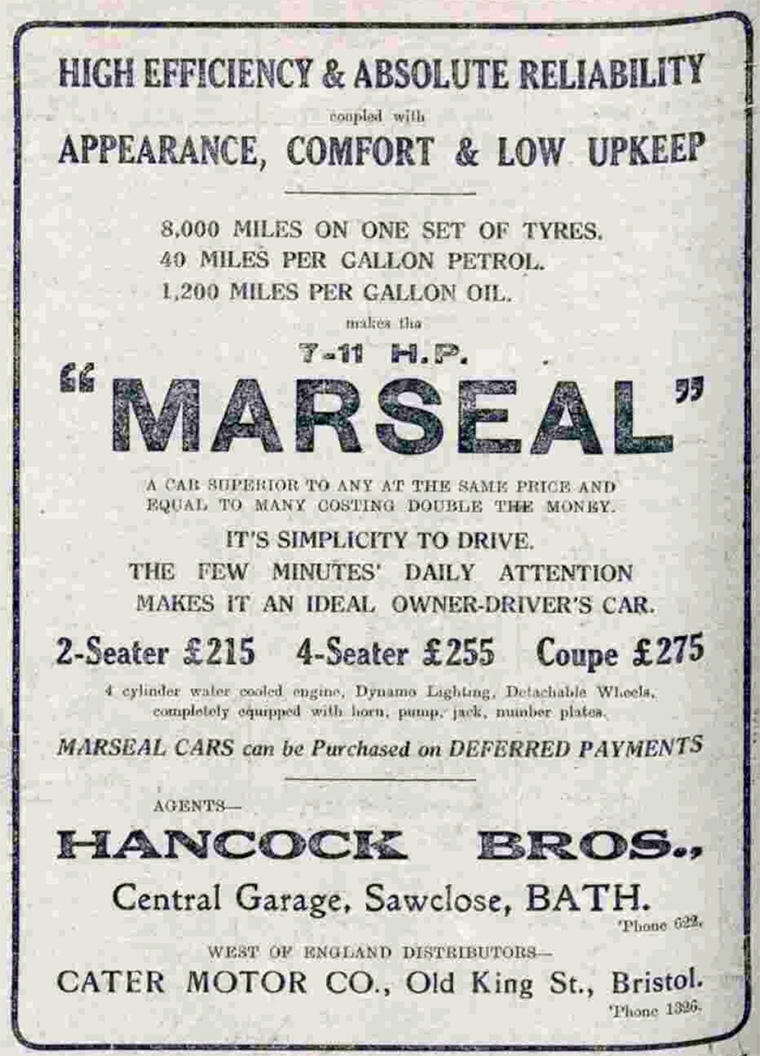 HIGH EFFICIENCY & ABSOLUTE RELIABILITY
coupled with
APPEARANCE, COMFORT & LOW UPKEEP
8,000 MILES ON ONE SET OF TYRES.
40 MILES PER GALLON PETROL.
1,200 MILES PER GALLON OIL.
makes the
7-11 H.P.
“MARSEAL”
A CAR SUPERIOR TO ANY AT THE SAME PRICE AND
EQUAL TO MANY COSTING DOUBLE THE MONEY.
IT'S SIMPLICITY TO DRIVE.
THE FEW MINUTES' DAILY ATTENTION
MAKES IT AN IDEAL OWNER-DRIVER'S CAR.
2-Seater £215 4-Seater £255 Coupe £275
4 cylinder water cooled engine, Dynamo Lighting, Detachable Wheels,
completely equipped with horn, pump, jack, number plates.
MARSEAL CARS can be Purchased on DEFERRED PAYMENTS
AGENTS—
HANCOCK BROS.,
Central Garage, Sawclose, BATH.
'Phone 622.
WEST OF ENGLAND DISTRIBUTORS—
CATER MOTOR CO., Old King St., Bristol.
'Phone 1326.